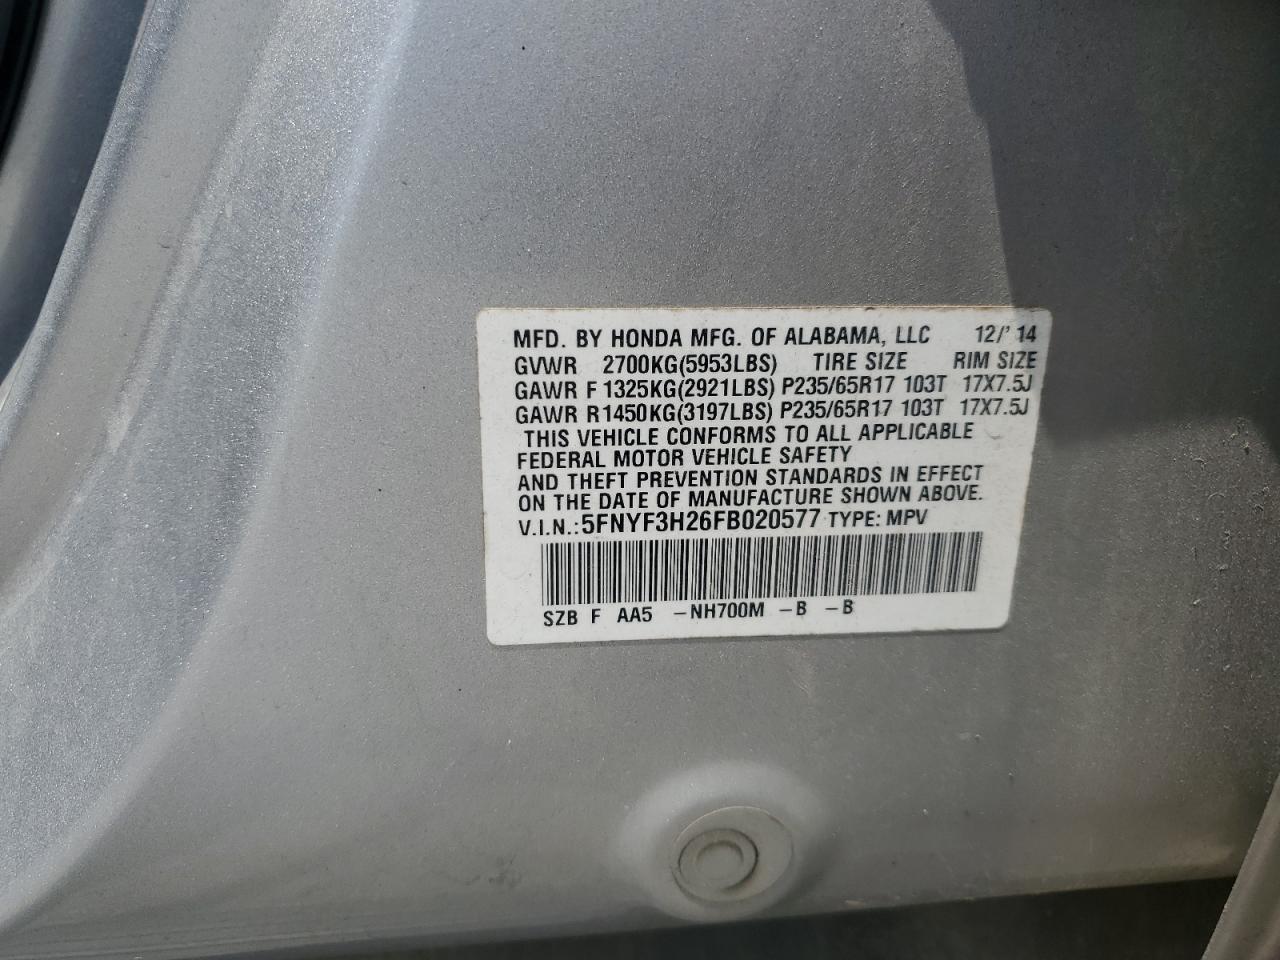 MFD. BY HONDA MFG. OF ALABAMA, LLC 12/'14
GVWR 2700KG(5953LBS) TIRE SIZE RIM SIZE
GAWR F 1325KG(2921LBS) P235/65R17 103T 17X7.5J
GAWR R1450KG(3197LBS) P235/65R17 103T 17X7.5J
THIS VEHICLE CONFORMS TO ALL APPLICABLE
FEDERAL MOTOR VEHICLE SAFETY
AND THEFT PREVENTION STANDARDS IN EFFECT
ON THE DATE OF MANUFACTURE SHOWN ABOVE.
V.I.N.: 5FNYF3H26FB020577 TYPE: MPV
SZB F AA5 -NH700M -B -B